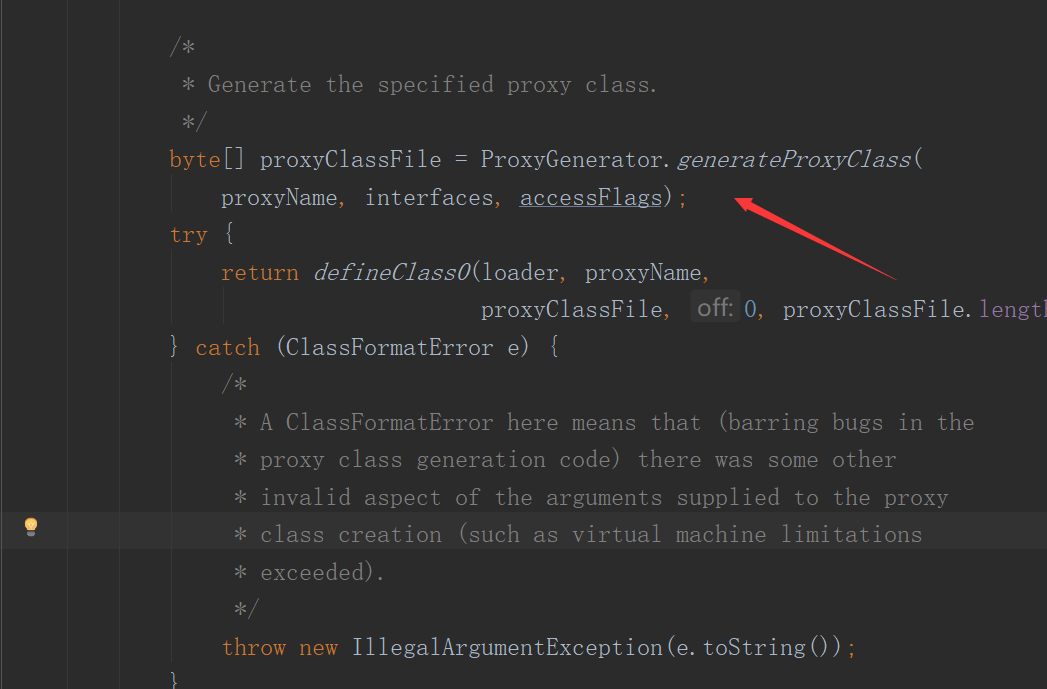 /*
* Generate the specified proxy class.
*/
byte[] proxyClassFile = ProxyGenerator.generateProxyClass(
proxyName, interfaces, accessFlags);
try {
return defineClass0(loader, proxyName,
proxyClassFile, off: 0, proxyClassFile.length
} catch (ClassFormatError e) {
/*
* A ClassFormatError here means that (barring bugs in the
* proxy class generation code) there was some other
* invalid aspect of the arguments supplied to the proxy
* class creation (such as virtual machine limitations
* exceeded).
*/
throw new IllegalArgumentException(e.toString());
}